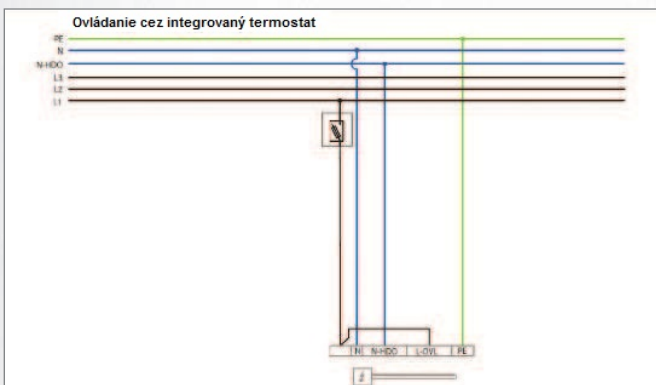 Ovládanie cez integrovaný termostat
PE
N
N-HDO
L3
L2
L1
N N-HDO L-OVL PE